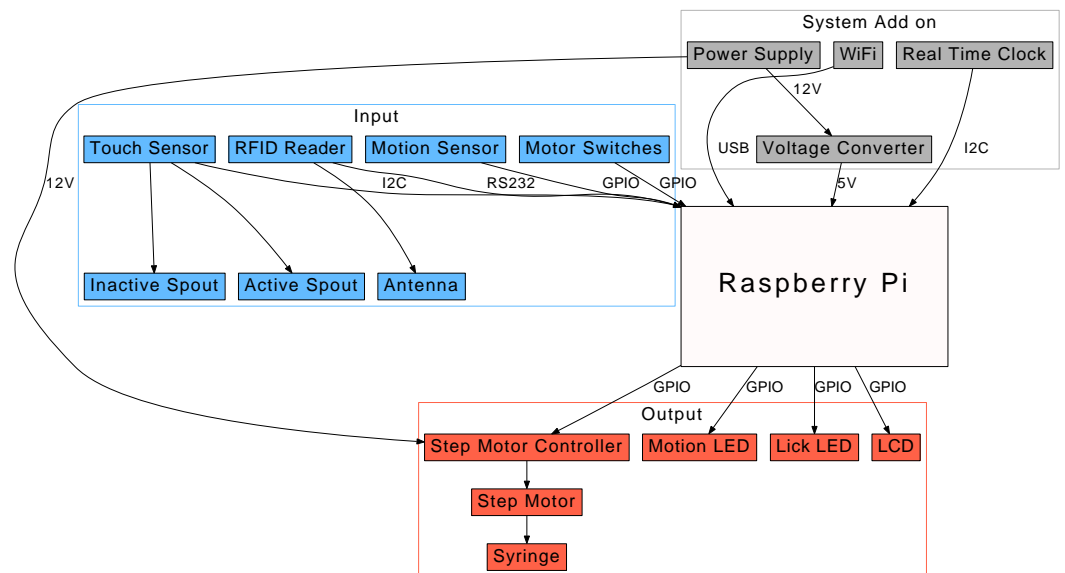 System Add on
Power Supply
WiFi
Real Time Clock
12V
Input
Touch Sensor
RFID Reader
Motion Sensor
Motor Switches
USB
Voltage Converter
I2C
12V
I2C
RS232
GPIO
GPIO
5V
Inactive Spout
Active Spout
Antenna
Raspberry Pi
GPIO
GPIO
GPIO
GPIO
Output
Step Motor Controller
Motion LED
Lick LED
LCD
Step Motor
Syringe